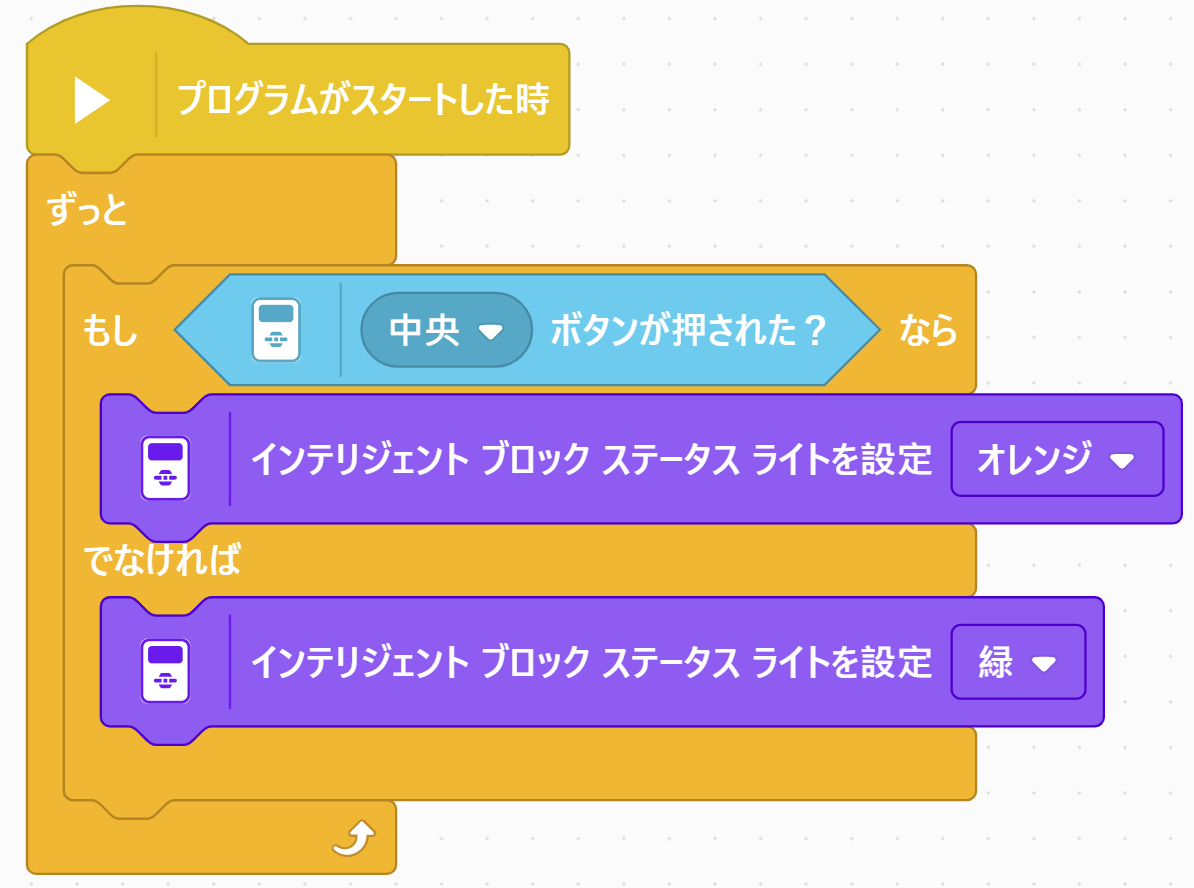 プログラムがスタートした時
ずっと
もし 中央 ボタンが押された？ なら
インテリジェント ブロック ステータス ライトを設定 オレンジ
でなければ
インテリジェント ブロック ステータス ライトを設定 緑